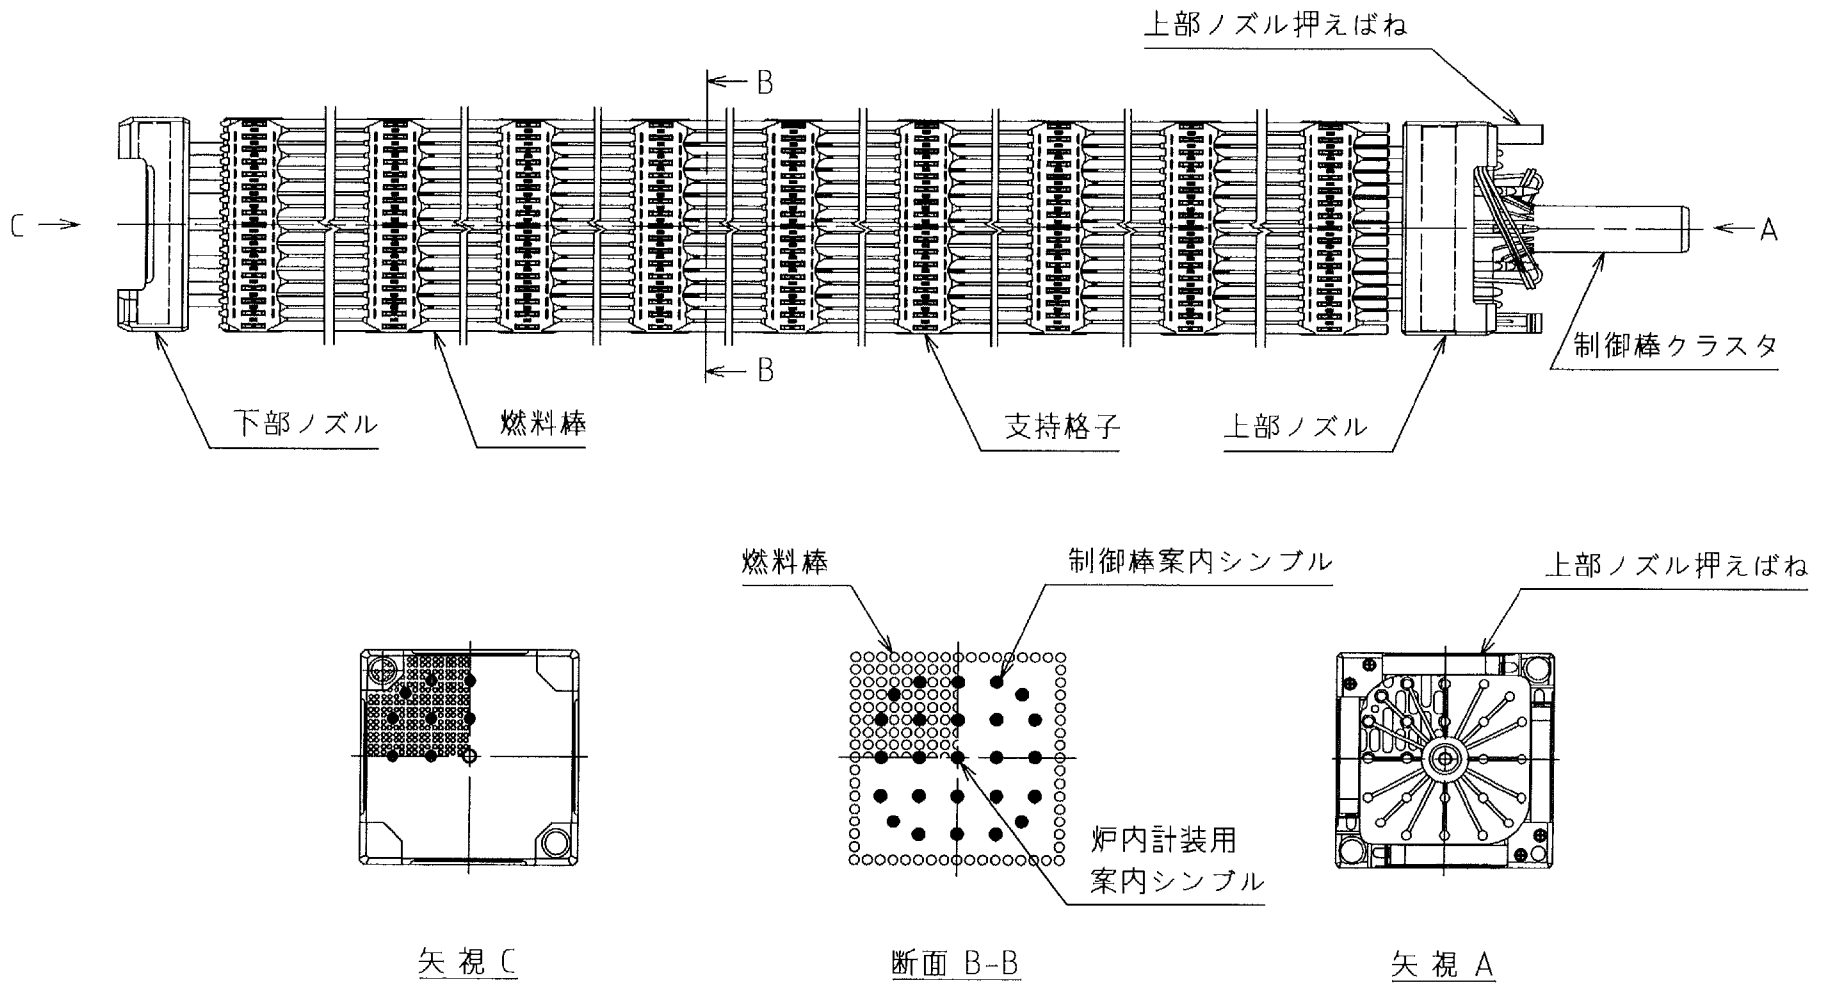 上部ノズル押えばね
B
C
A
B
制御棒クラスタ
下部ノズル
燃料棒
支持格子
上部ノズル
燃料棒
制御棒案内シンブル
上部ノズル押えばね
炉内計装用
案内シンブル
矢視 C
断面 B-B
矢視 A